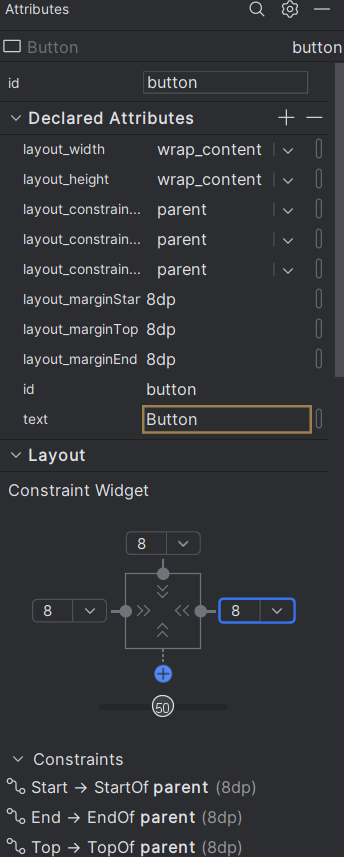 Attributes
Button button
id button
Declared Attributes
layout_width wrap_content
layout_height wrap_content
layout_constrain... parent
layout_constrain... parent
layout_constrain... parent
layout_marginStar 8dp
layout_marginTop 8dp
layout_marginEnd 8dp
id button
text Button
Layout
Constraint Widget
8
8 8
50
Constraints
Start → StartOf parent (8dp)
End → EndOf parent (8dp)
Top → TopOf parent (8dp)